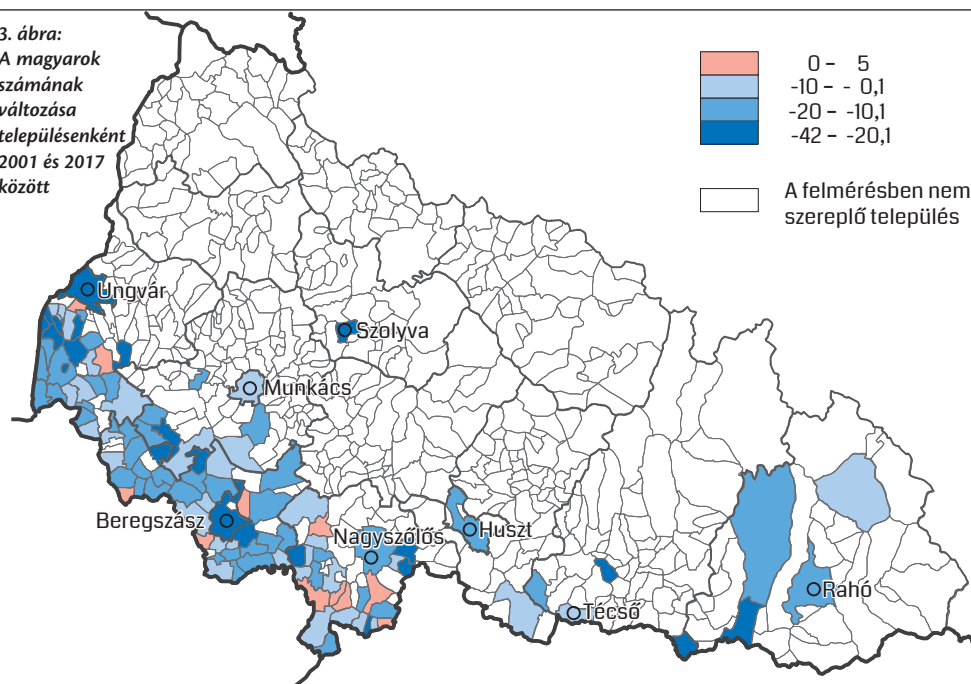 3. ábra:
A magyarok
számának
változása
településenként
2001 és 2017
között
0 – 5
-10 – - 0,1
-20 – -10,1
-42 – -20,1
A felmérésben nem
szereplő település
Ungvár
Szolyva
Munkács
Beregszász
Nagyszőlős
Huszt
Técső
Rahó